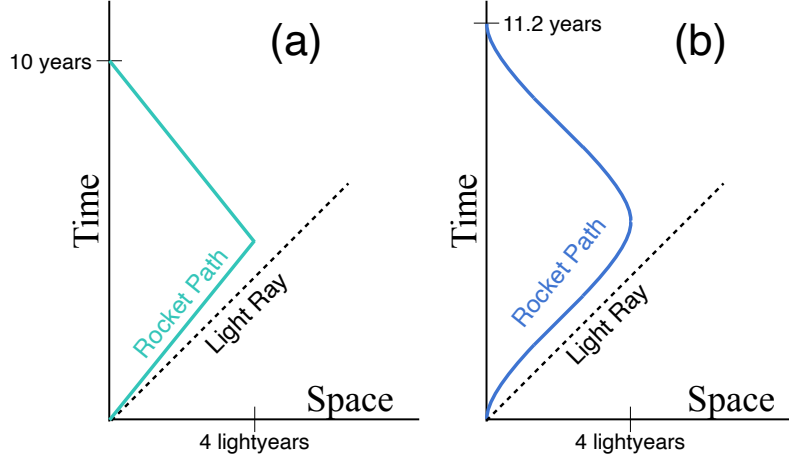 (a)
10 years
Time
Rocket Path
Light Ray
Space
4 lightyears
(b)
11.2 years
Time
Rocket Path
Light Ray
Space
4 lightyears